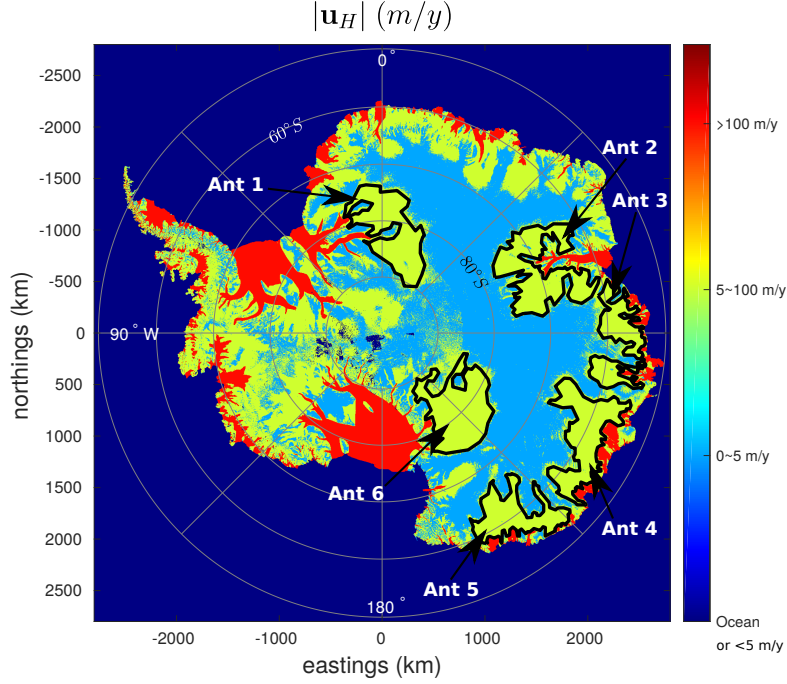 |u_H| (m/y)
0°
60°S
80°S
90° W
180°
Ant 1
Ant 2
Ant 3
Ant 4
Ant 5
Ant 6
-2500
-2000
-1500
-1000
-500
0
500
1000
1500
2000
2500
northings (km)
-2000
-1000
0
1000
2000
eastings (km)
>100 m/y
5~100 m/y
0~5 m/y
Ocean
or <5 m/y